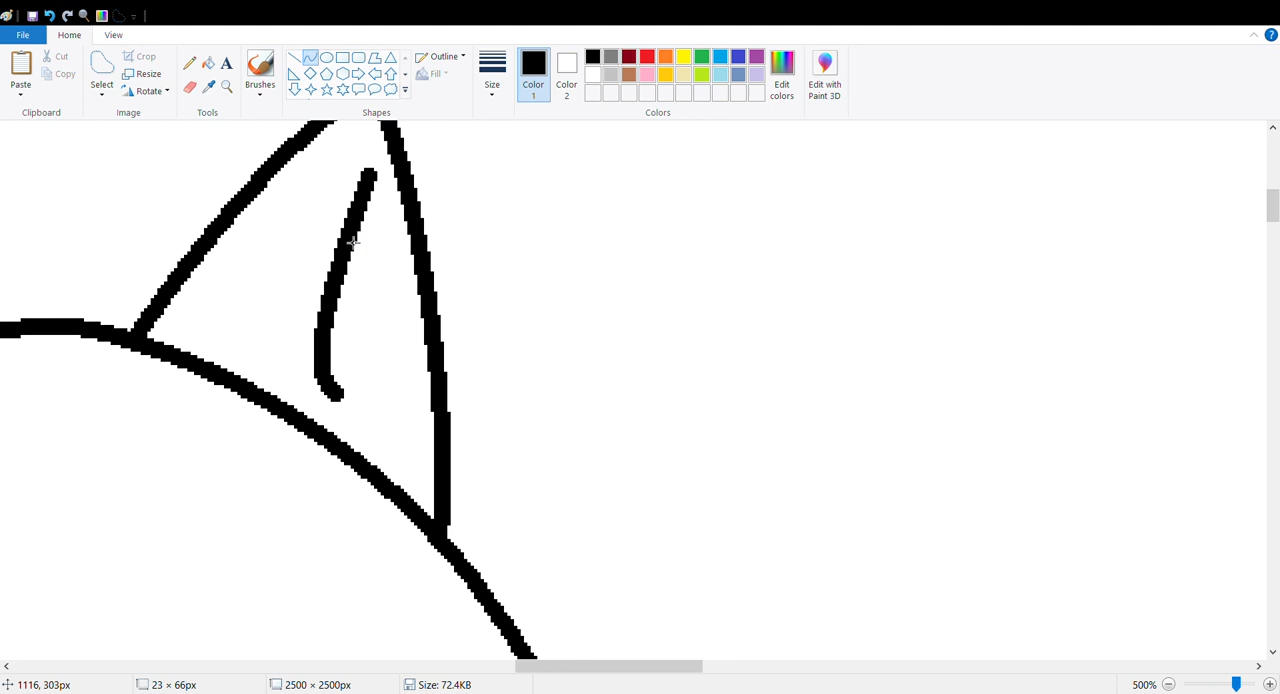 File Home View
Paste
Cut
Copy
Clipboard
Select
Crop
Resize
Rotate
Image
A
Tools
Brushes
Outline
Fill
Shapes
Size
Color
1
Color
2
Edit
colors
Colors
Edit with
Paint 3D
?
1116, 303px 23 × 66px 2500 × 2500px Size: 72.4KB 500%